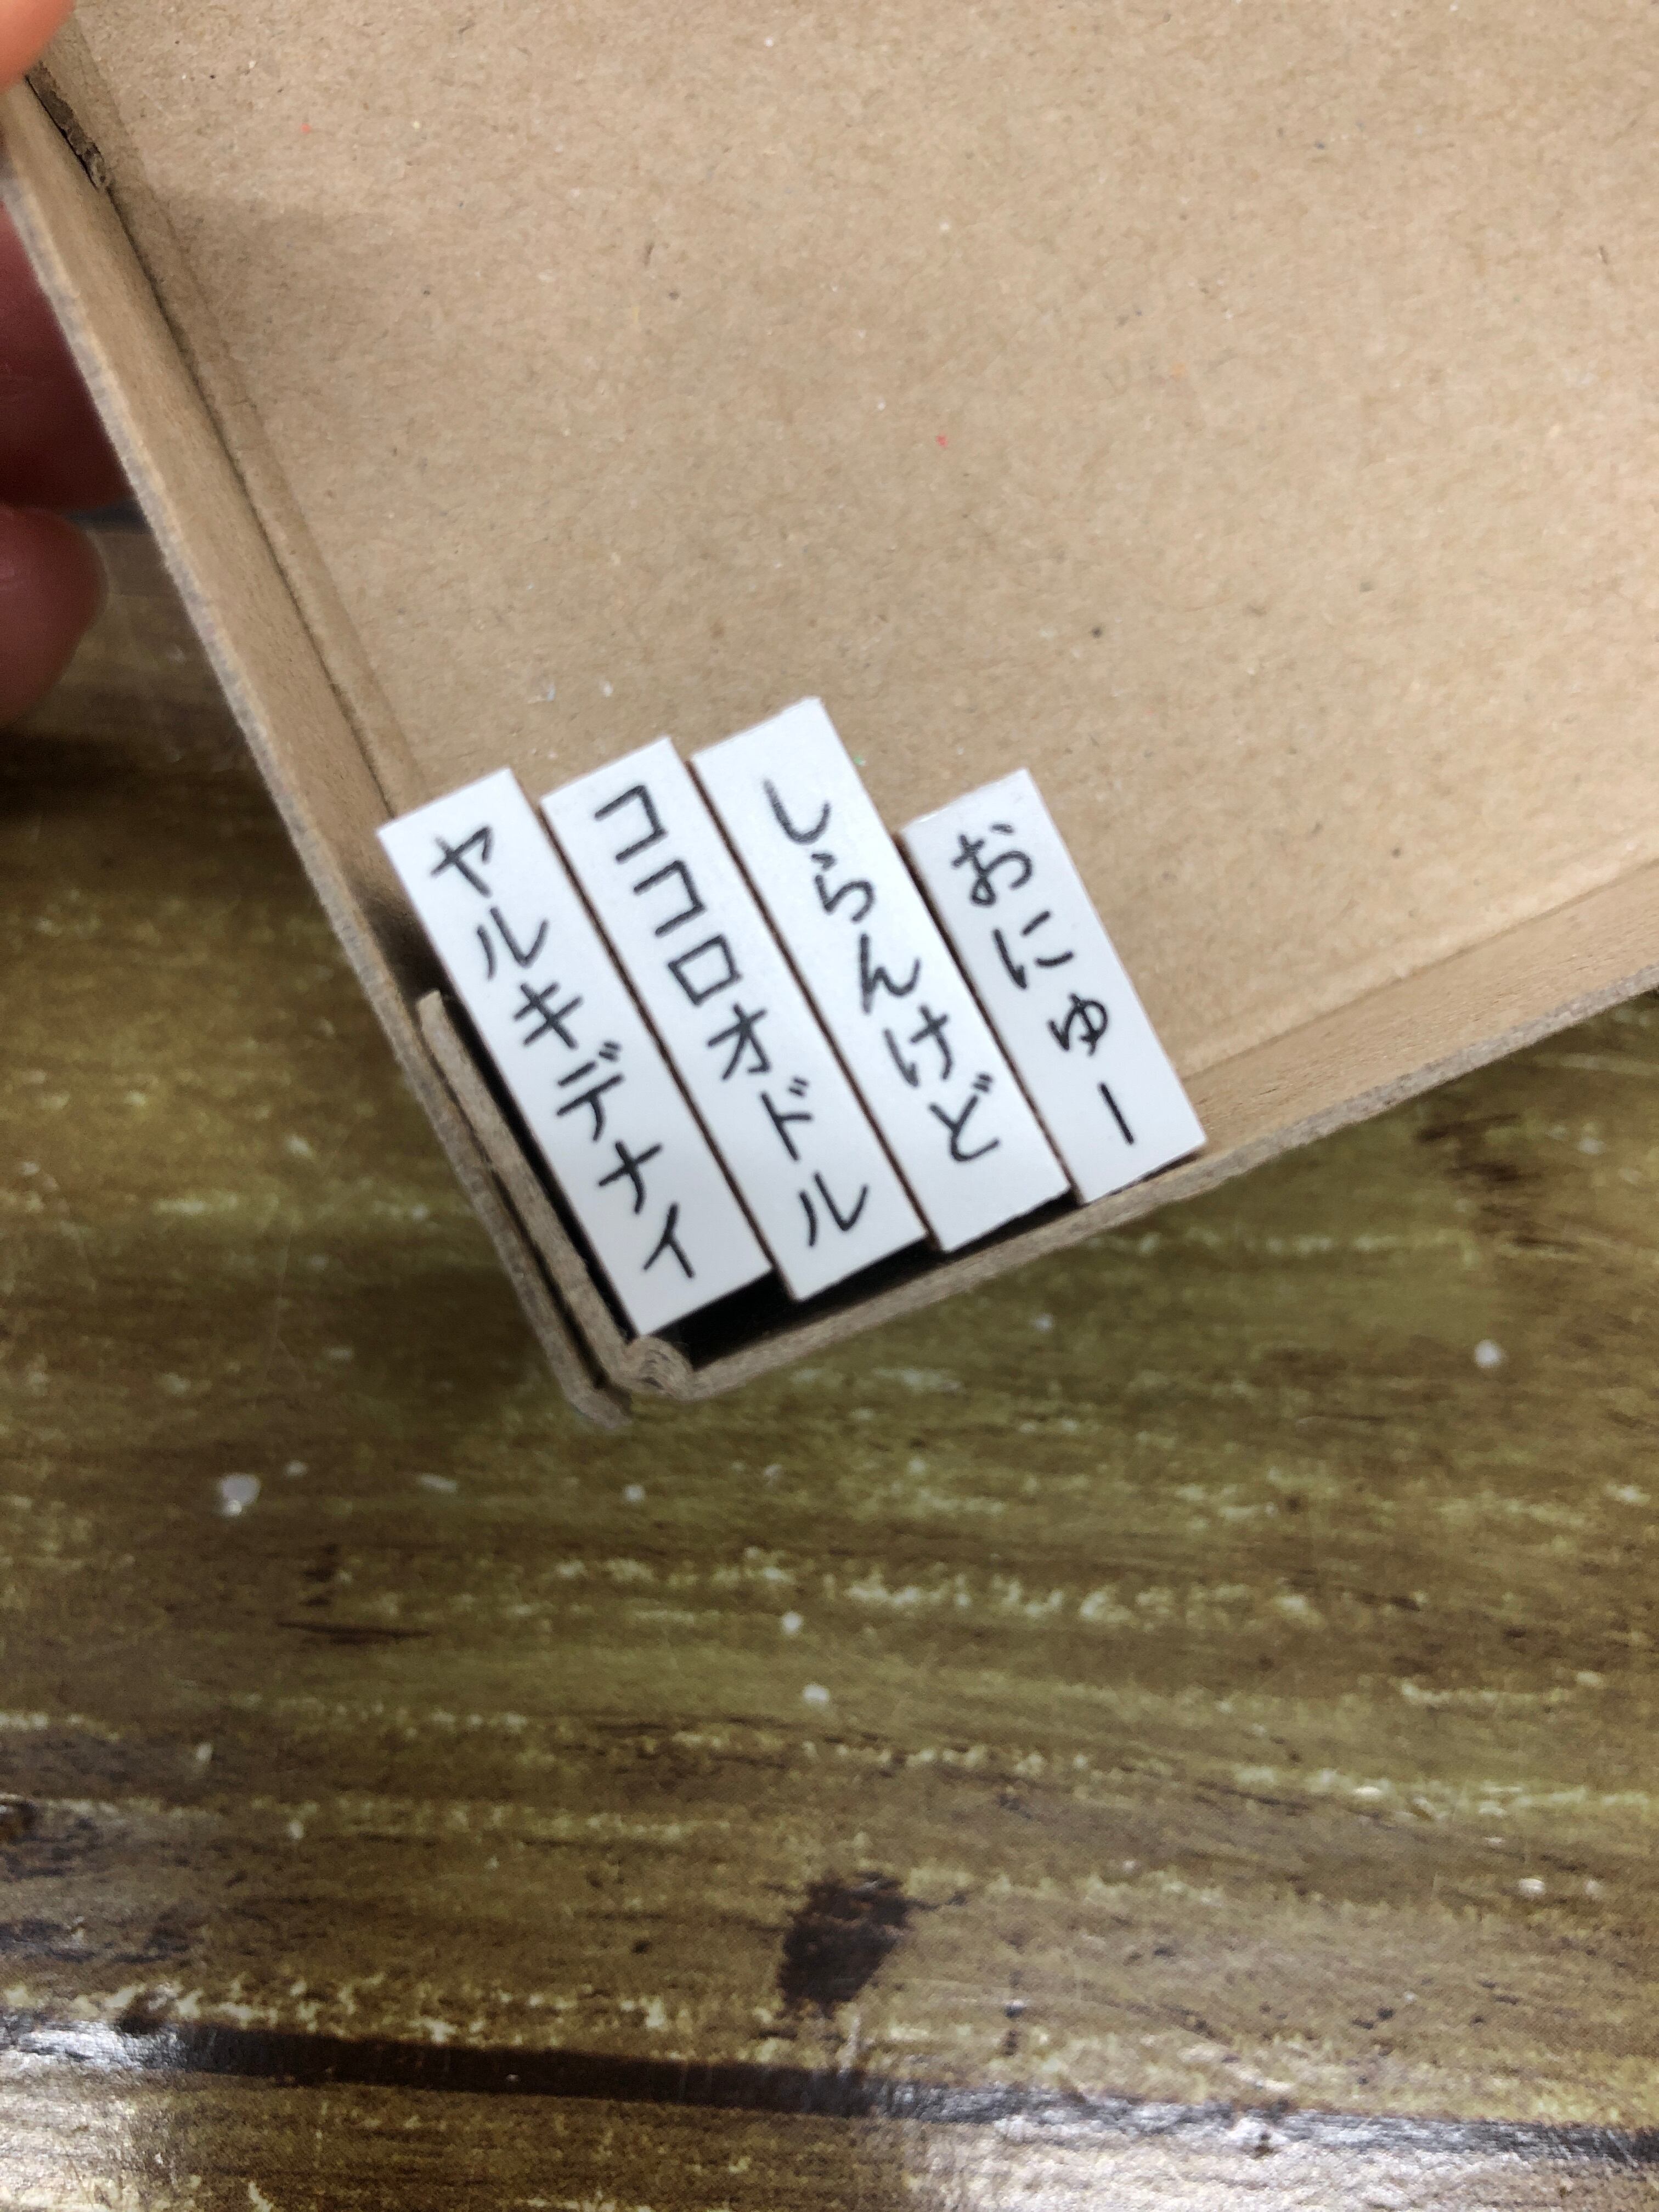 ヤルキデナイ
ココロオドル
しらんけど
おにゅー